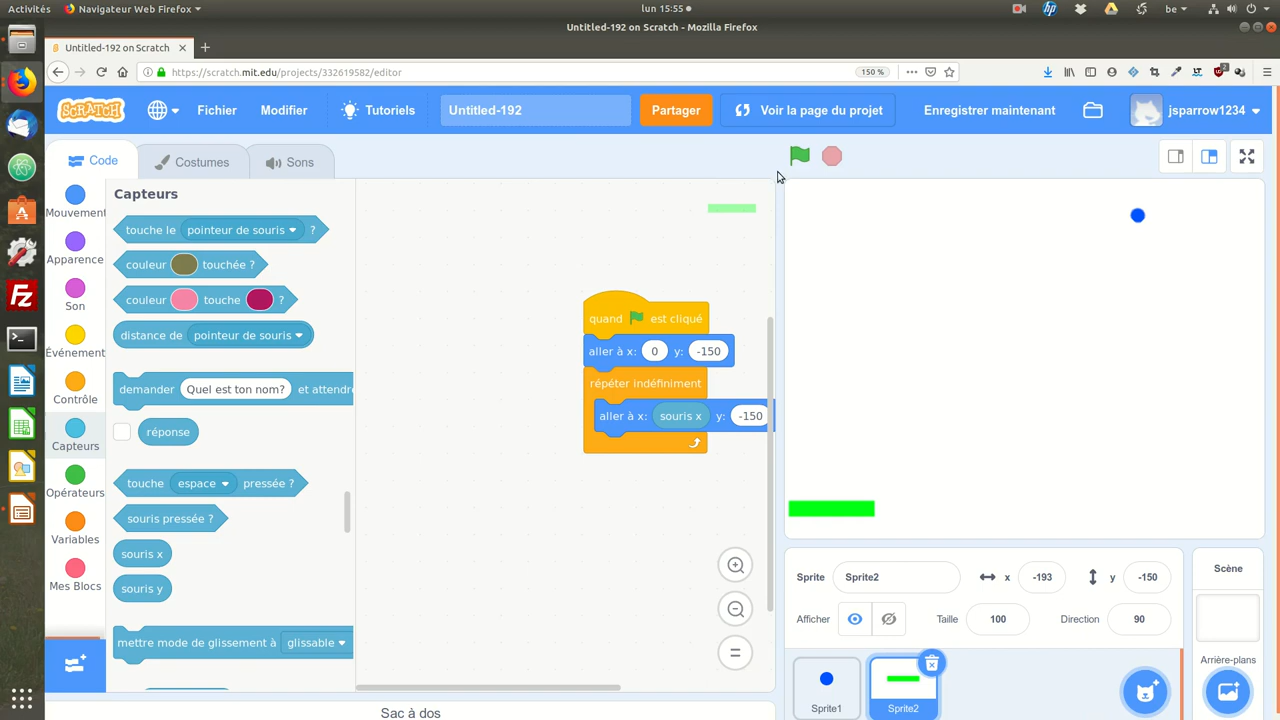 Activités
Navigateur Web Firefox
lun 15:55
be
Untitled-192 on Scratch - Mozilla Firefox
Untitled-192 on Scratch
https://scratch.mit.edu/projects/332619582/editor
150 %
SCRATCH
Fichier
Modifier
Tutoriels
Untitled-192
Partager
Voir la page du projet
Enregistrer maintenant
jsparrow1234
Code
Costumes
Sons
Mouvement
Apparence
Son
Événement
Contrôle
Capteurs
Opérateurs
Variables
Mes Blocs
Capteurs
touche le pointeur de souris ?
couleur touchée ?
couleur touche ?
distance de pointeur de souris
demander Quel est ton nom? et attendre
réponse
touche espace pressée ?
souris pressée ?
souris x
souris y
mettre mode de glissement à glissable
quand est cliqué
aller à x: 0 y: -150
répéter indéfiniment
aller à x: souris x y: -150
Sac à dos
Sprite Sprite2 x -193 y -150
Afficher Taille 100 Direction 90
Sprite1
Sprite2
Scène
Arrière-plans